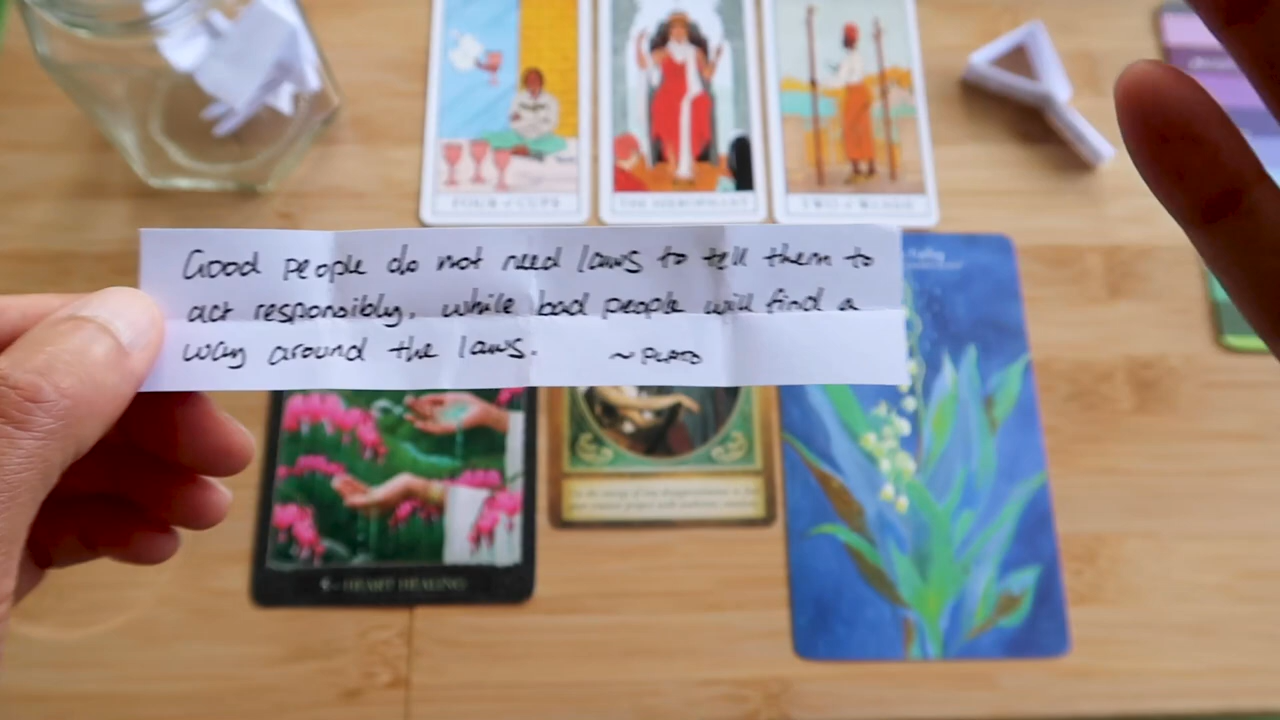 FOUR of CUPS
THE HIEROPHANT
TWO of WANDS
Good people do not need laws to tell them to
act responsibly, while bad people will find a
way around the laws. ~PLATO
HEART HEALING